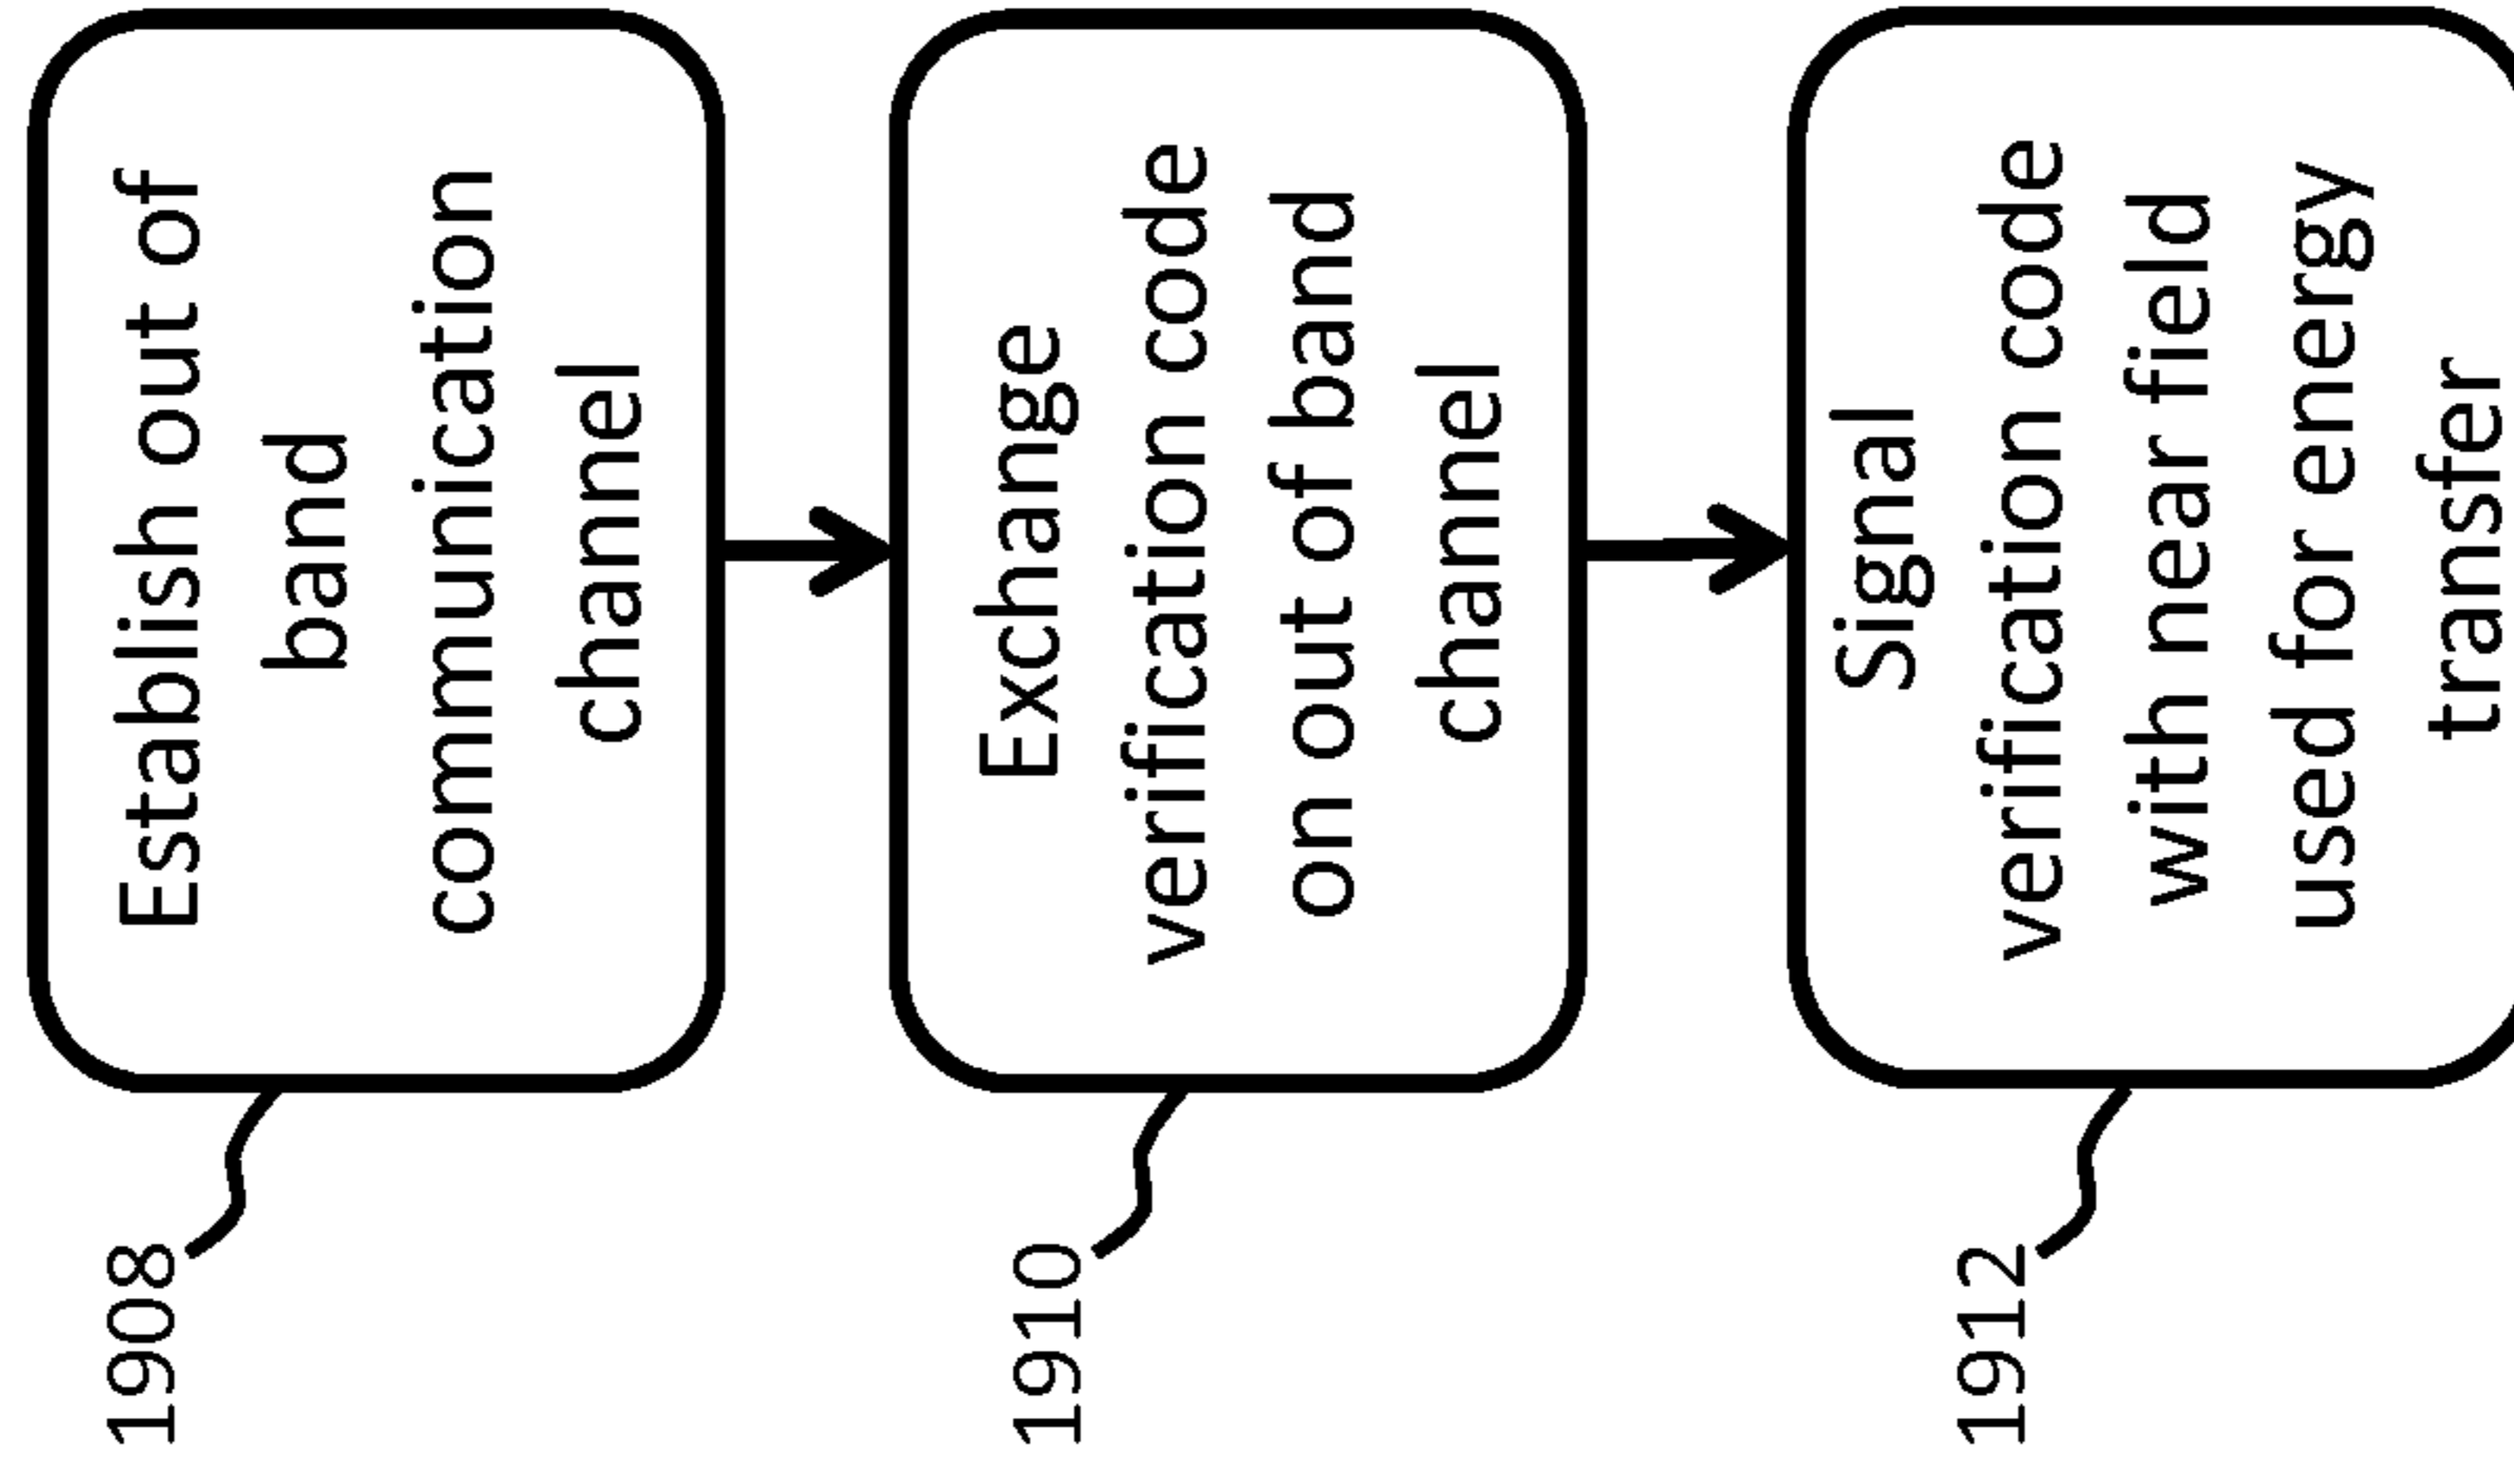 1908
Establish out of
band
communication
channel
1910
Exchange
verification code
on out of band
channel
1912
Signal
verification code
with near field
used for energy
transfer